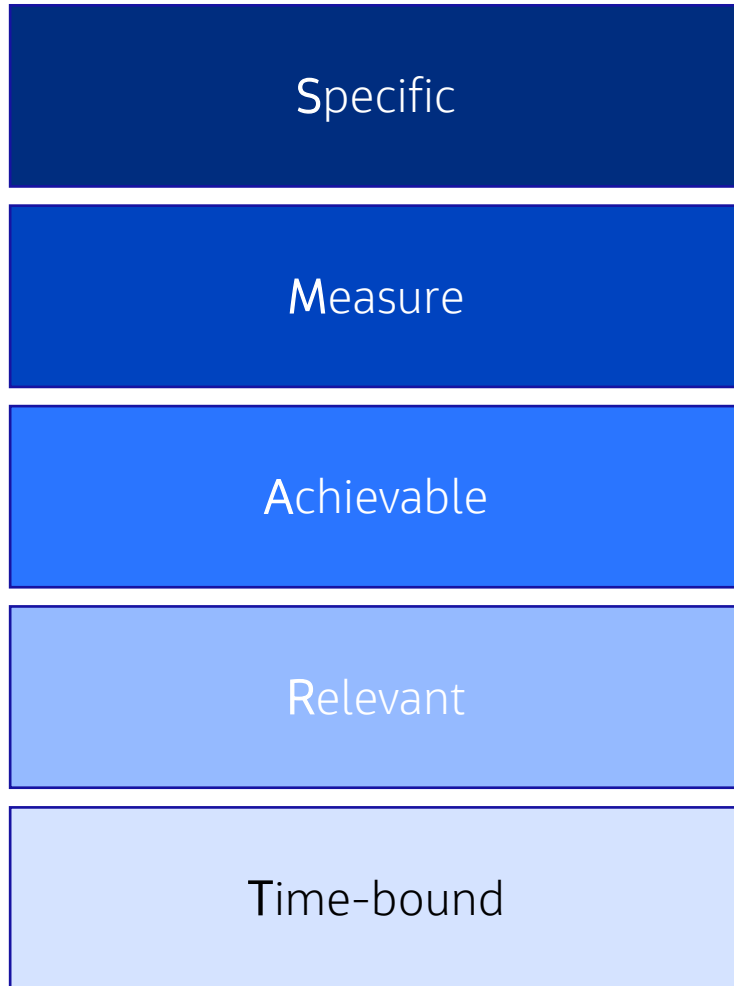 Specific
Measure
Achievable
Relevant
Time-bound